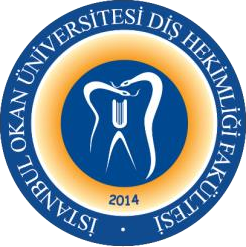 İSTANBUL OKAN ÜNİVERSİTESİ DİŞ HEKİMLİĞİ FAKÜLTESİ
2014